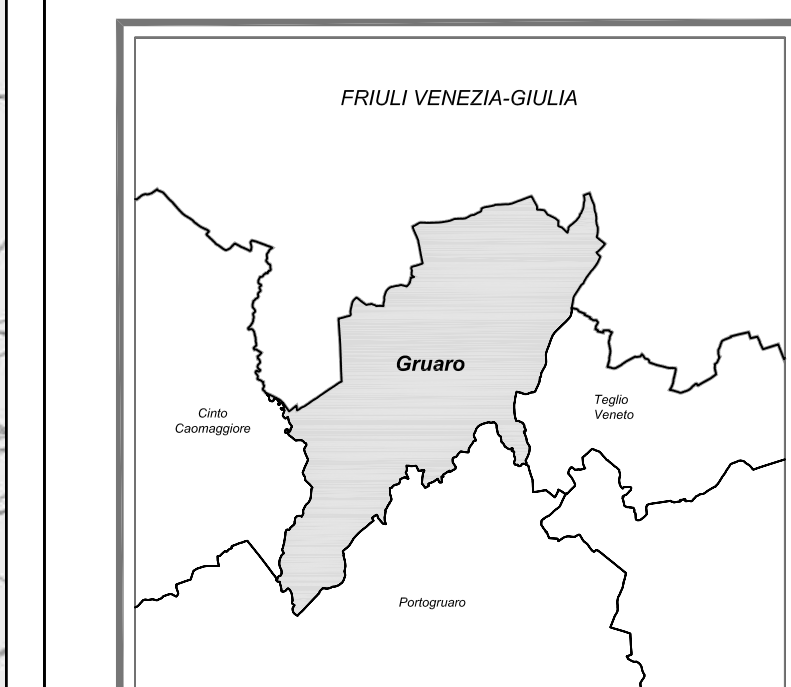 FRIULI VENEZIA-GIULIA
Gruaro
Cinto
Caomaggiore
Teglio
Veneto
Portogruaro